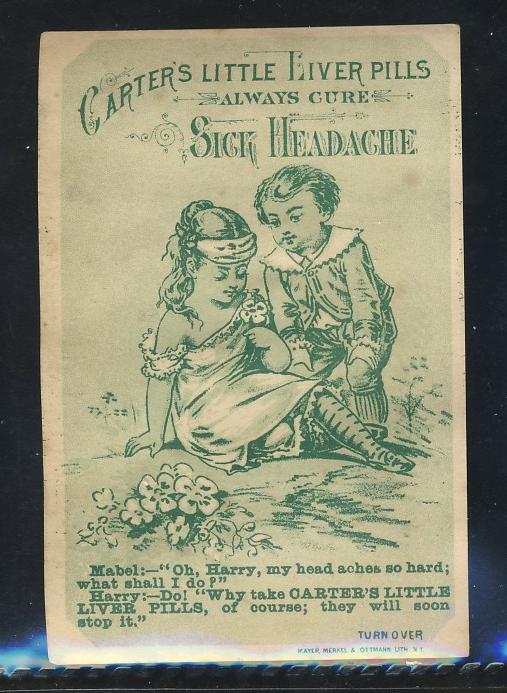 CARTER'S LITTLE LIVER PILLS
ALWAYS CURE
SICK HEADACHE
Mabel:—"Oh, Harry, my head aches so hard;
what shall I do?"
Harry:—Do! "Why take CARTER'S LITTLE
LIVER PILLS, of course; they will soon
stop it."
TURN OVER
MAYER, MERKEL & OTTMANN LITH. N.Y.